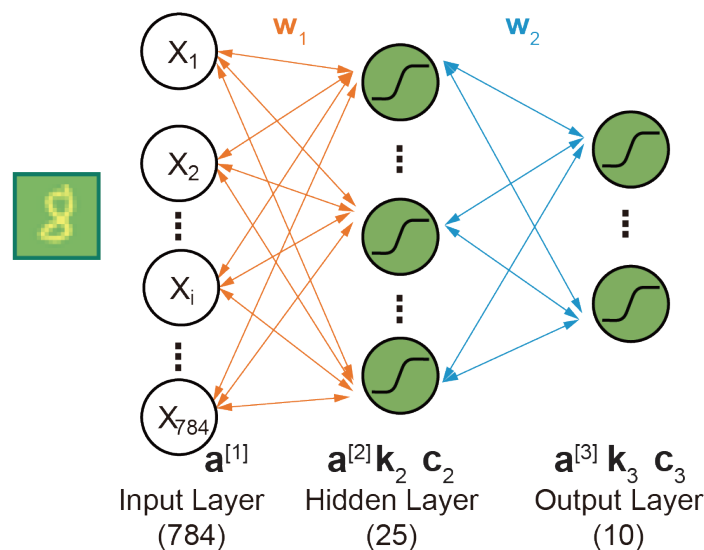 w₁ w₂
X₁
X₂
Xᵢ
X₇₈₄
a[1] a[2] k₂ c₂ a[3] k₃ c₃
Input Layer Hidden Layer Output Layer
(784) (25) (10)